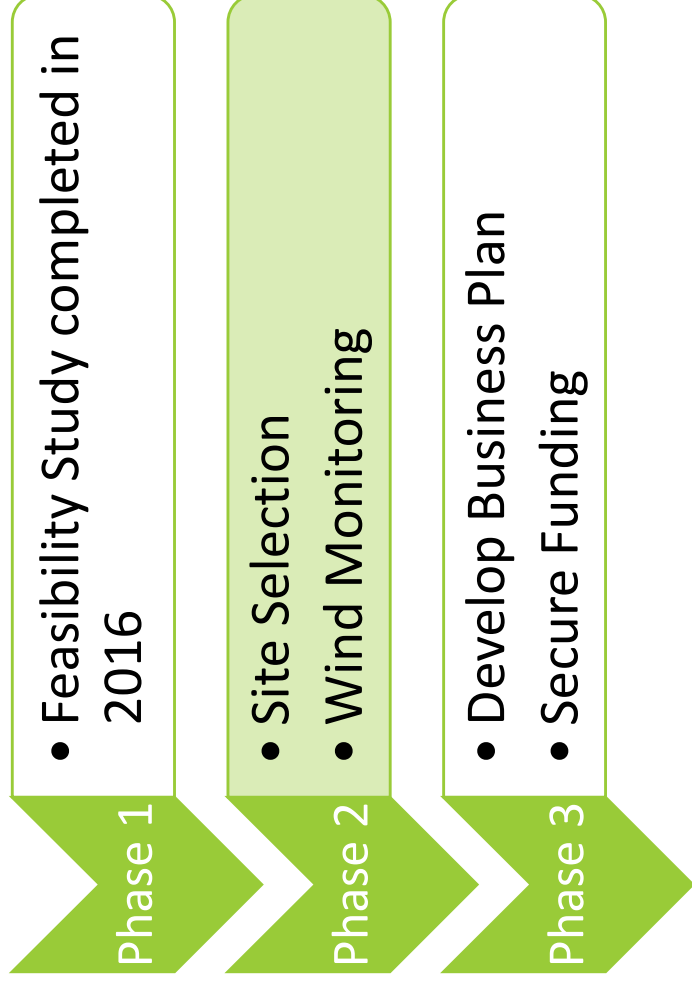 Phase 1
• Feasibility Study completed in
2016
Phase 2
• Site Selection
• Wind Monitoring
Phase 3
• Develop Business Plan
• Secure Funding